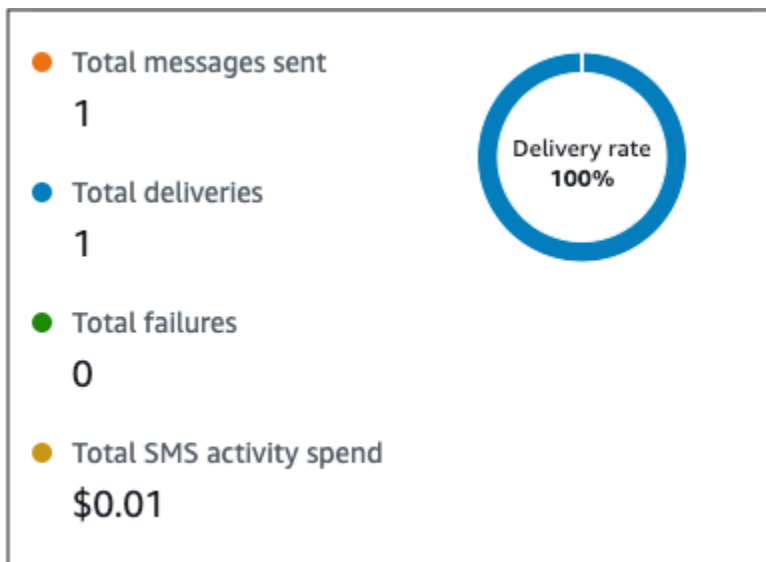 Total messages sent
1
Total deliveries
1
Total failures
0
Total SMS activity spend
$0.01
Delivery rate
100%